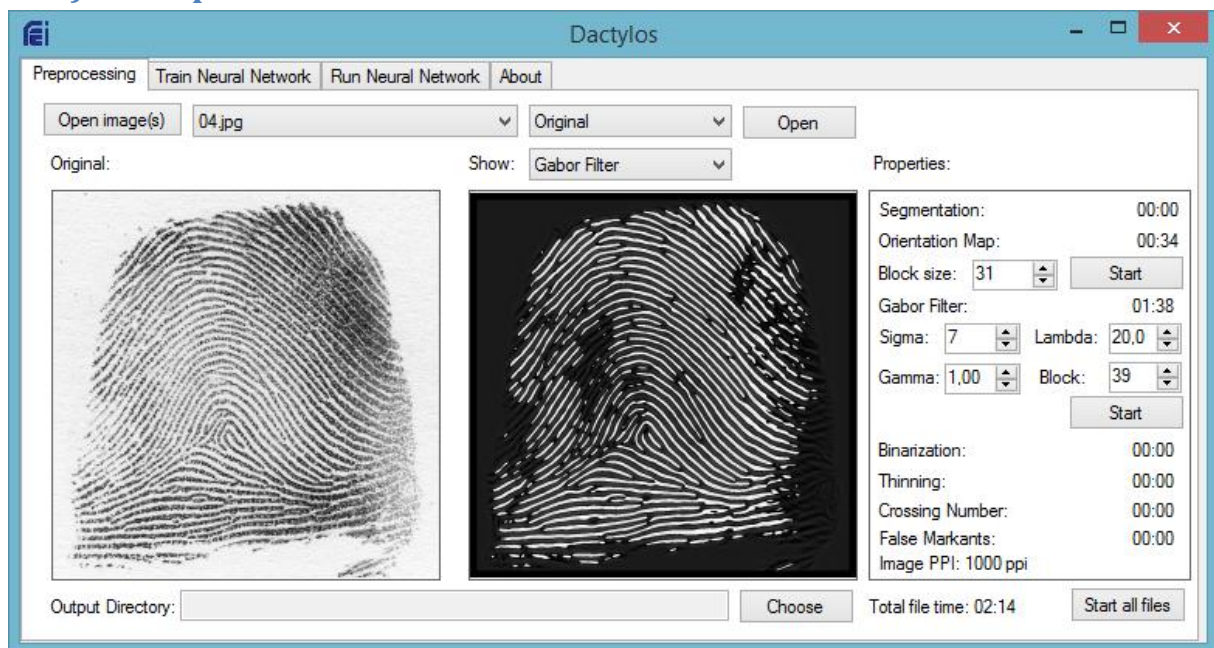 Dactylos
Preprocessing Train Neural Network Run Neural Network About
Open image(s) 04.jpg Original Open
Original: Show: Gabor Filter Properties:
Segmentation: 00:00
Orientation Map: 00:34
Block size: 31 Start
Gabor Filter: 01:38
Sigma: 7 Lambda: 20,0
Gamma: 1,00 Block: 39
Start
Binarization: 00:00
Thinning: 00:00
Crossing Number: 00:00
False Markants: 00:00
Image PPI: 1000 ppi
Output Directory: Choose Total file time: 02:14 Start all files